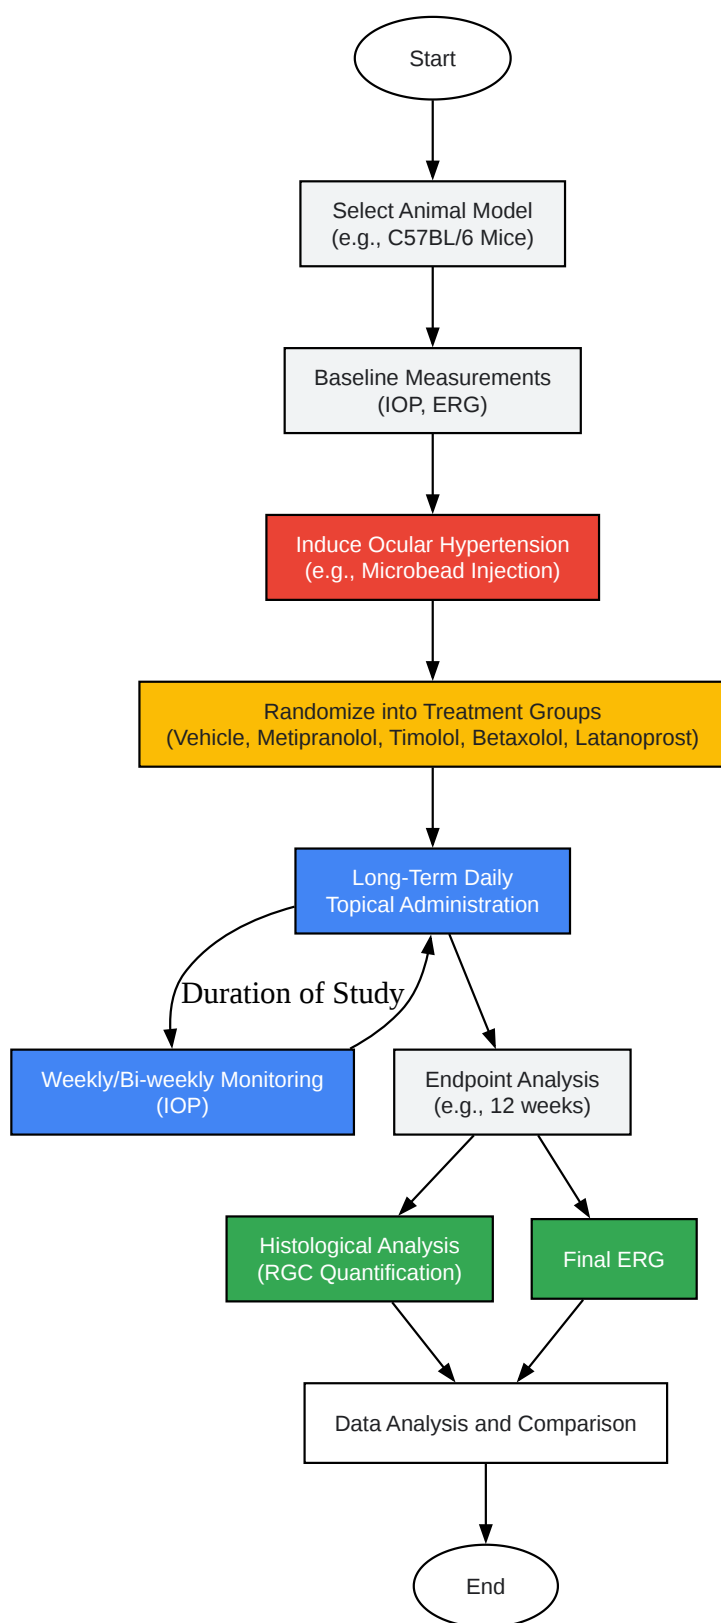 Start
Select Animal Model
(e.g., C57BL/6 Mice)
Baseline Measurements
(IOP, ERG)
Induce Ocular Hypertension
(e.g., Microbead Injection)
Randomize into Treatment Groups
(Vehicle, Metipranolol, Timolol, Betaxolol, Latanoprost)
Long-Term Daily
Topical Administration
Duration of Study
Weekly/Bi-weekly Monitoring
(IOP)
Endpoint Analysis
(e.g., 12 weeks)
Histological Analysis
(RGC Quantification)
Final ERG
Data Analysis and Comparison
End